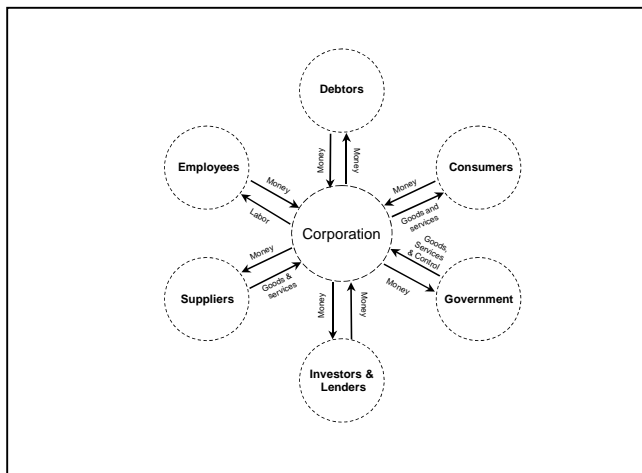 Debtors
Money
Money
Employees
Consumers
Money
Labor
Money
Goods and
services
Corporation
Goods,
Services
& Control
Money
Goods &
services
Money
Suppliers
Government
Money
Money
Investors &
Lenders